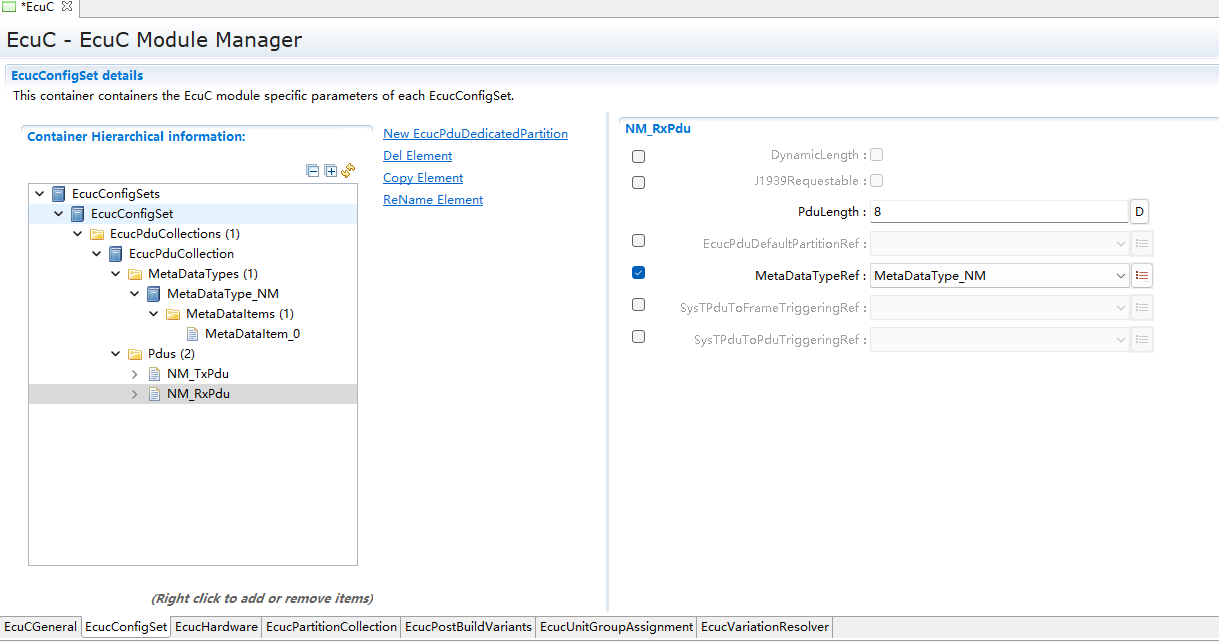 *EcuC
EcuC - EcuC Module Manager
EcucConfigSet details
This container containers the EcuC module specific parameters of each EcucConfigSet.
Container Hierarchical information:
EcucConfigSets
EcucConfigSet
EcucPduCollections (1)
EcucPduCollection
MetaDataTypes (1)
MetaDataType_NM
MetaDataItems (1)
MetaDataItem_0
Pdus (2)
NM_TxPdu
NM_RxPdu
(Right click to add or remove items)
New EcucPduDedicatedPartition
Del Element
Copy Element
ReName Element
NM_RxPdu
DynamicLength :
J1939Requestable :
PduLength : 8 D
EcucPduDefaultPartitionRef :
MetaDataTypeRef : MetaDataType_NM
SysTPduToFrameTriggeringRef :
SysTPduToPduTriggeringRef :
EcuCGeneral EcucConfigSet EcucHardware EcucPartitionCollection EcucPostBuildVariants EcucUnitGroupAssignment EcucVariationResolver